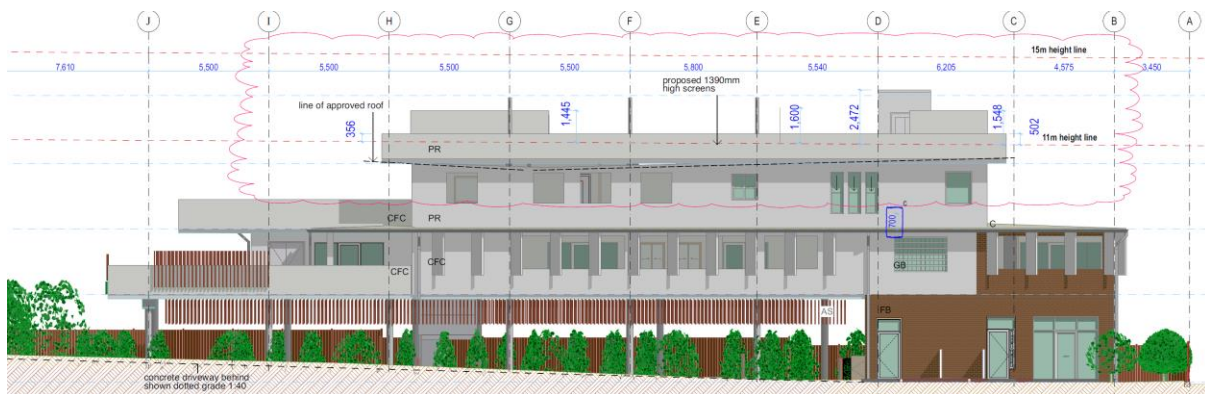 J I H G F E D C B A
15m height line
7,610 5,500 5,500 5,500 5,500 5,800 5,540 6,205 4,575 3,450
proposed 1390mm
high screens
line of approved roof
356 1,445 1,600 2,472 1,548 502
11m height line
PR
CFC PR c
700 C
CFC CFC GB
AS FB
concrete driveway behind
shown dotted grade 1:40